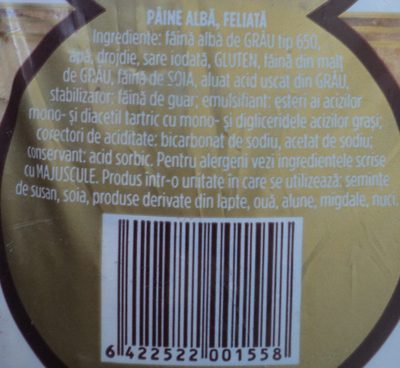 PÂINE ALBĂ, FELIATĂ
Ingrediente: făină albă de GRÂU tip 650,
apă, drojdie, sare iodată, GLUTEN, făină din malț
de GRÂU, făină de SOIA, aluat acid uscat din GRÂU,
stabilizator: făină de guar; emulsifiant: esteri ai acizilor
mono- și diacetil tartric cu mono- și digliceridele acizilor grași;
corectori de aciditate: bicarbonat de sodiu, acetat de sodiu;
conservant: acid sorbic. Pentru alergeni vezi ingredientele scrise
cu MAJUSCULE. Produs într-o unitate în care se utilizează: semințe
de susan, soia, produse derivate din lapte, ouă, alune, migdale, nuci.
6 422522 001558